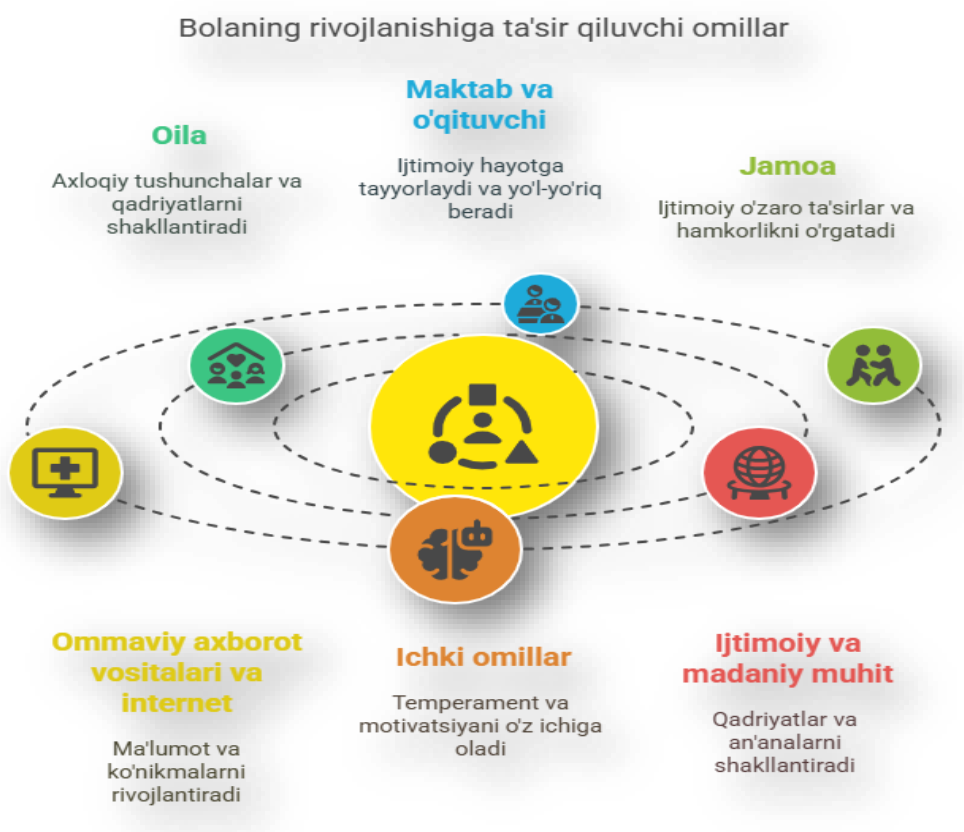 Bolaning rivojlanishiga ta'sir qiluvchi omillar
Oila
Axloqiy tushunchalar va
qadriyatlarni
shakllantiradi
Maktab va
o'qituvchi
Ijtimoiy hayotga
tayyorlaydi va yo'l-yo'riq
beradi
Jamoa
Ijtimoiy o'zaro ta'sirlar va
hamkorlikni o'rgatadi
Ommaviy axborot
vositalari va
internet
Ma'lumot va
ko'nikmalarni
rivojlantiradi
Ichki omillar
Temperament va
motivatsiyani o'z ichiga
oladi
Ijtimoiy va
madaniy muhit
Qadriyatlar va
an'analarni
shakllantiradi